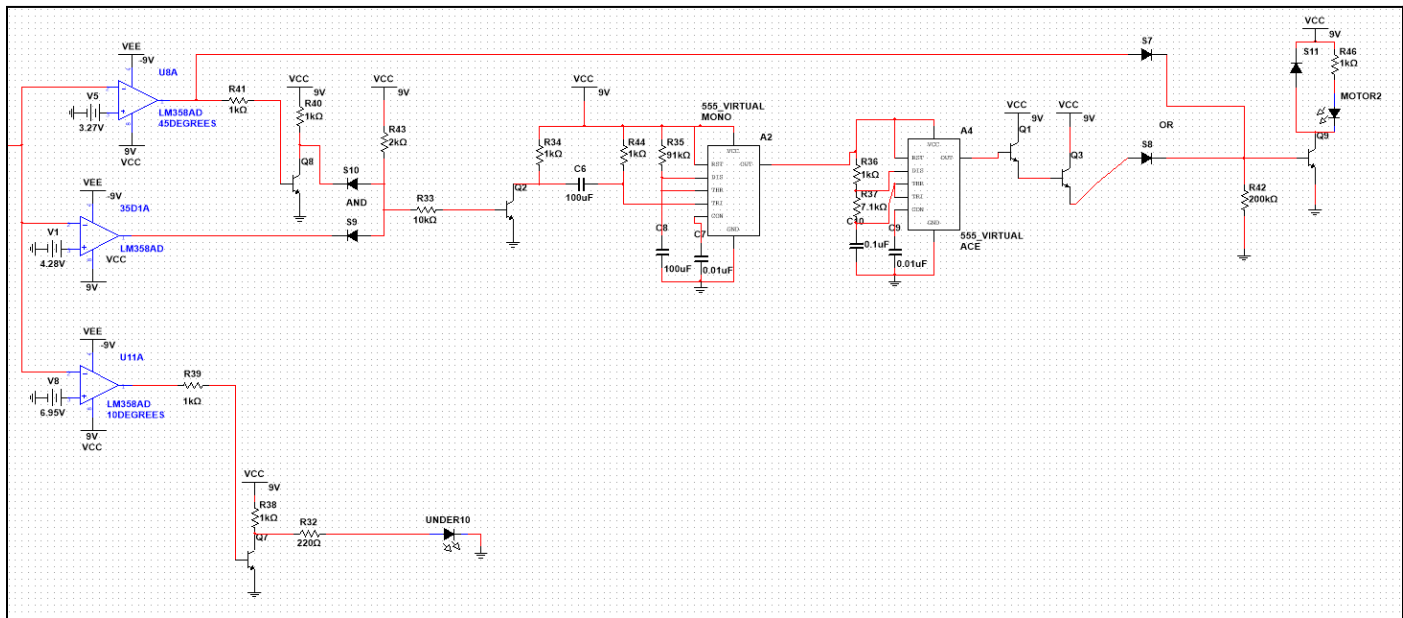 VEE
-9V
U8A
V5
3.27V
LM358AD
45DEGREES
9V
VCC
R41
1kΩ
VCC
9V
R40
1kΩ
Q8
VCC
9V
R43
2kΩ
S10
AND
S9
VEE
-9V
35D1A
V1
4.28V
LM358AD
VCC
9V
R33
10kΩ
Q2
VCC
9V
R34
1kΩ
C6
100uF
R44
1kΩ
R35
91kΩ
555_VIRTUAL
MONO
A2
VCC
RST
OUT
DIS
THR
TRI
CON
GND
C8
100uF
C7
0.01uF
R36
1kΩ
R37
7.1kΩ
C10
0.1uF
C9
0.01uF
A4
VCC
RST
OUT
DIS
THR
TRI
CON
GND
555_VIRTUAL
ACE
VCC
9V
Q1
VCC
9V
Q3
S7
OR
S8
R42
200kΩ
VCC
9V
S11
R46
1kΩ
MOTOR2
Q9
VEE
-9V
U11A
V8
6.95V
LM358AD
10DEGREES
9V
VCC
R39
1kΩ
VCC
9V
R38
1kΩ
Q7
R32
220Ω
UNDER10